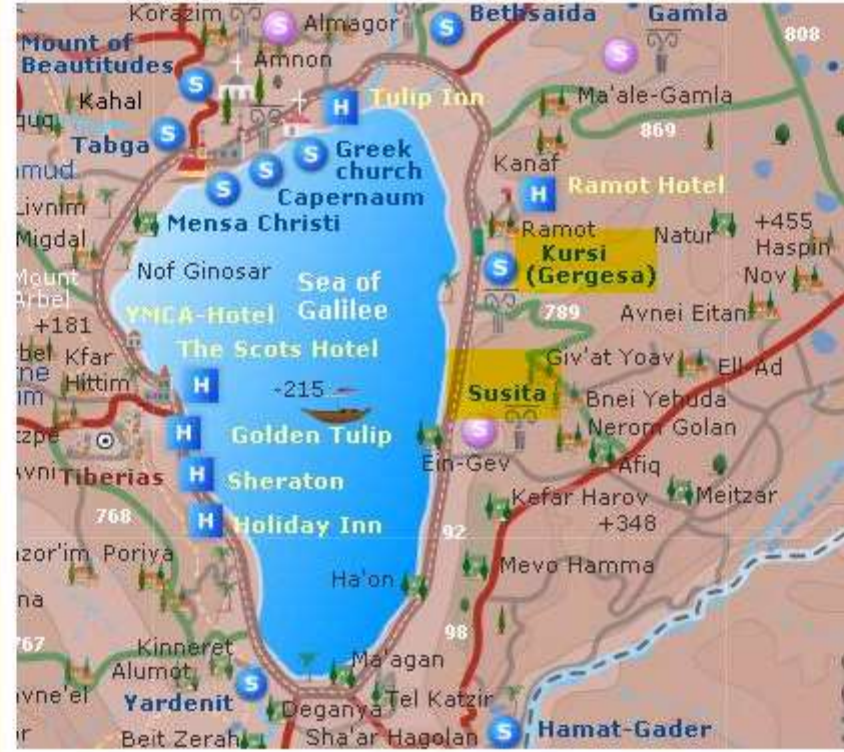 Korazim
Almagor
Bethsaida
Gamla
808
Mount of
Beautitudes
Amnon
Kahal
Tulip Inn
Ma'ale-Gamla
869
Tabga
Greek
church
Kanaf
Capernaum
Ramot Hotel
Livnim
Mensa Christi
Ramot
Natur
+455
Haspin
Migdal
Kursi
(Gergesa)
Nof Ginosar
Sea of
Galilee
Nov
Mount
Arbel
YMCA-Hotel
789
Avnei Eitan
+181
The Scots Hotel
Kfar
Hittim
Giv'at Yoav
Ell-Ad
-215
Susita
Bnei Yehuda
Golden Tulip
Nerom Golan
Ein-Gev
Afiq
Tiberias
Sheraton
Kefar Harov
Meitzar
+348
768
Holiday Inn
92
Poriya
Ha'on
Mevo Hamma
98
Kinneret
Alumot
Ma'agan
Yardenit
Deganya
Tel Katzir
Beit Zerah
Sha'ar Hagolan
Hamat-Gader
H
H
H
H
H
H
S
S
S
S
S
S
S
S
S
S
S
S